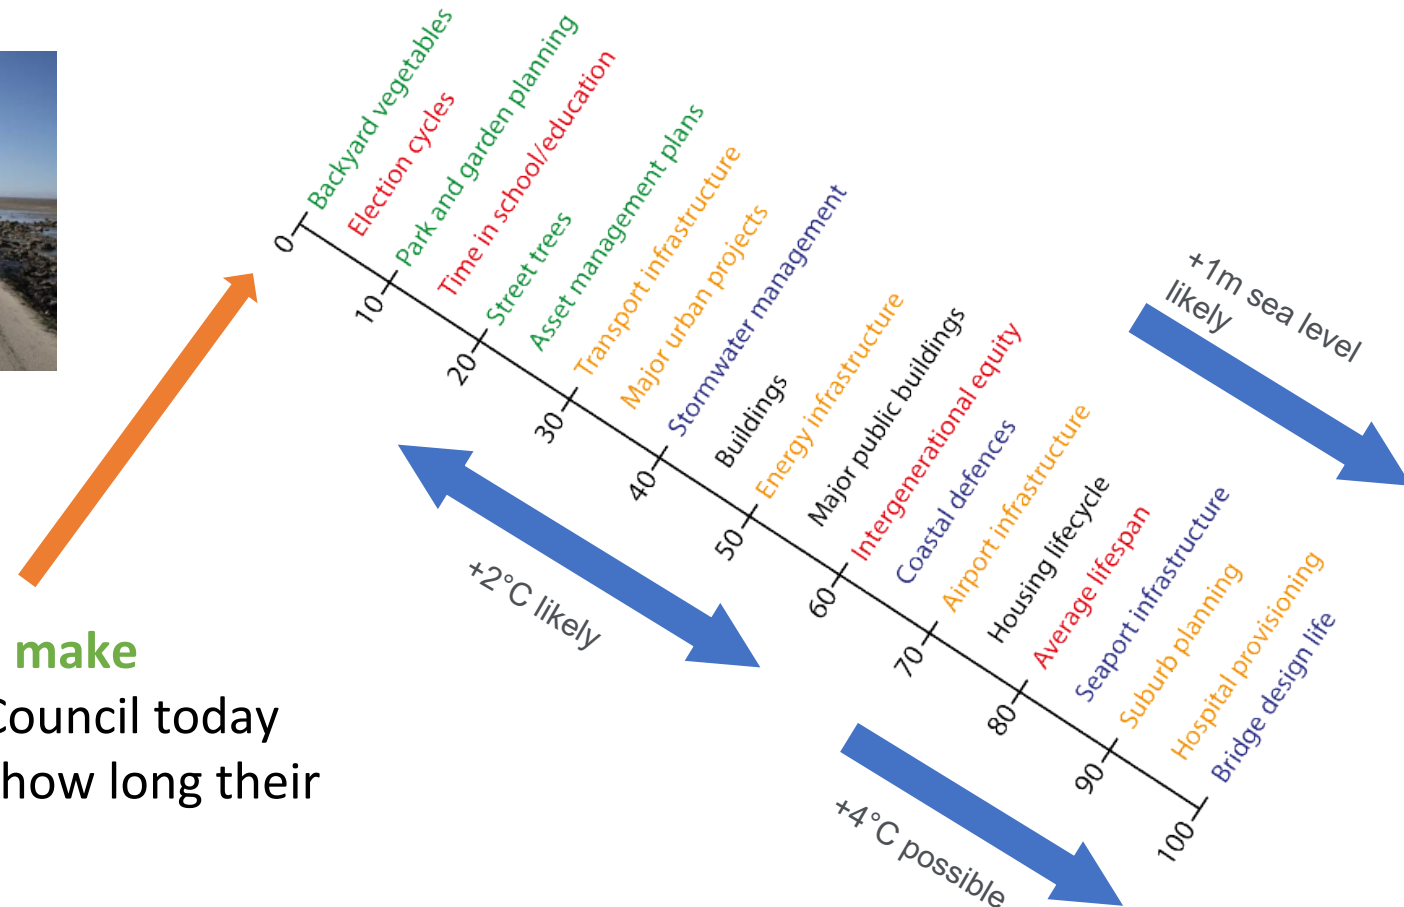 Backyard vegetables
Election cycles
Park and garden planning
Time in school/education
Street trees
Asset management plans
Transport infrastructure
Major urban projects
Stormwater management
Buildings
Energy infrastructure
Major public buildings
Intergenerational equity
Coastal defences
Airport infrastructure
Housing lifecycle
Average lifespan
Seaport infrastructure
Suburb planning
Hospital provisioning
Bridge design life
0
10
20
30
40
50
60
70
80
90
100
+1m sea level
likely
+2°C likely
+4°C possible
make
Council today
how long their